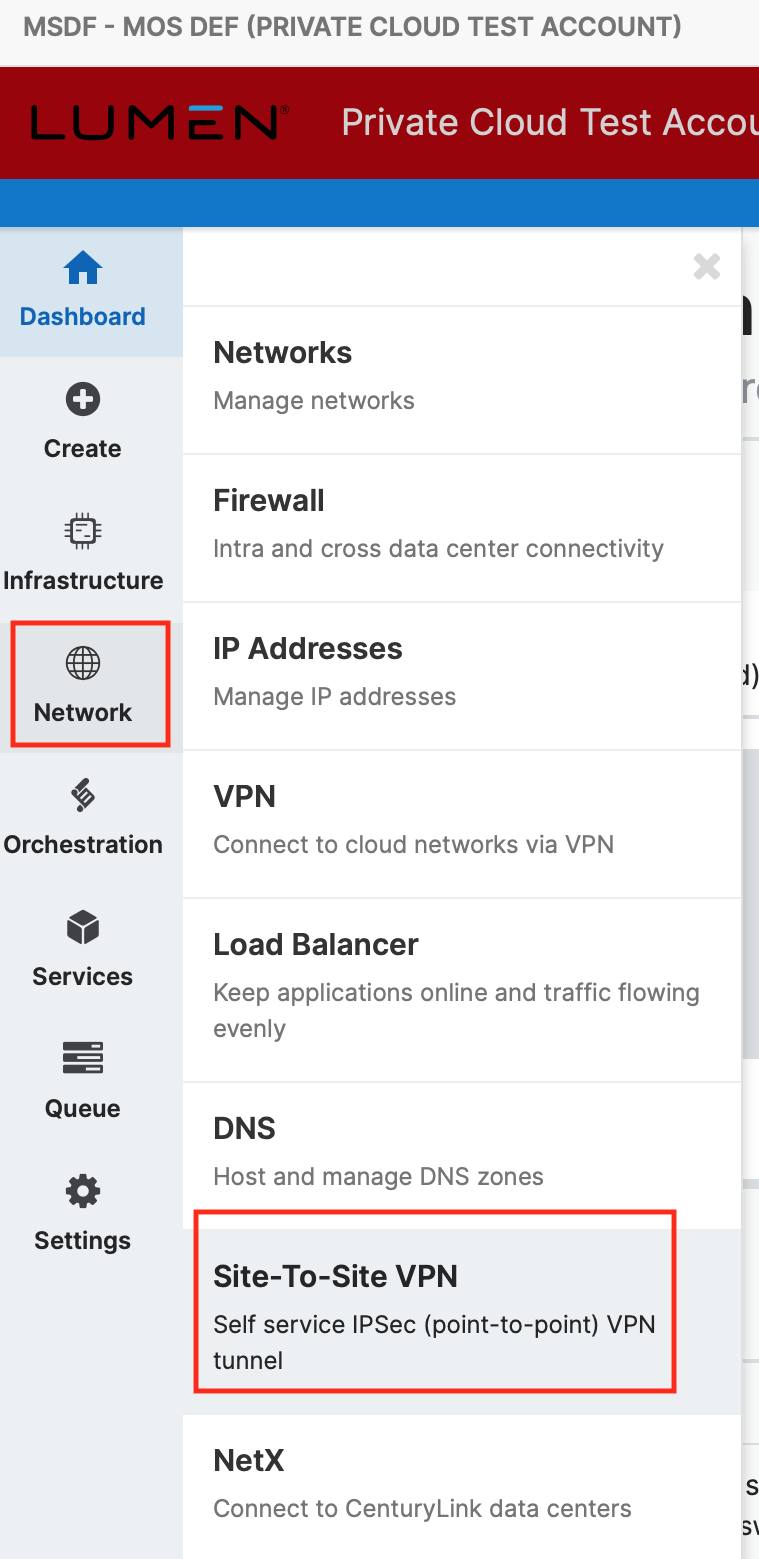 MSDF - MOS DEF (PRIVATE CLOUD TEST ACCOUNT)
LUMEN®
Private Cloud Test
Dashboard
Create
Infrastructure
Network
Orchestration
Services
Queue
Settings
Networks
Manage networks
Firewall
Intra and cross data center connectivity
IP Addresses
Manage IP addresses
VPN
Connect to cloud networks via VPN
Load Balancer
Keep applications online and traffic flowing
evenly
DNS
Host and manage DNS zones
Site-To-Site VPN
Self service IPSec (point-to-point) VPN
tunnel
NetX
Connect to CenturyLink data centers